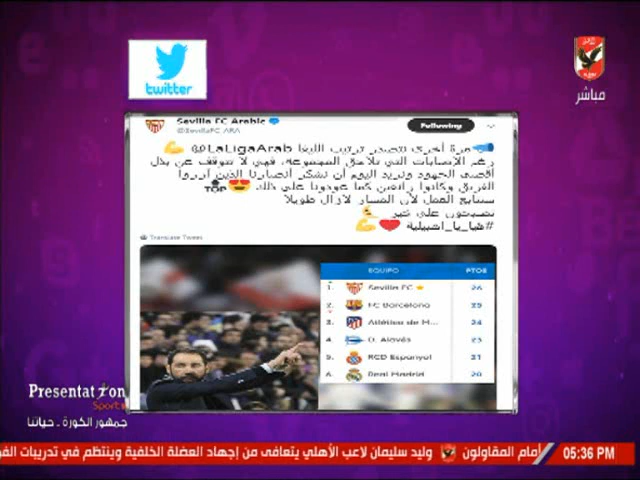 twitter
مباشر
Sevilla FC Arabic
@SevillaFC_ARA
Following
مرة أخرى نتصدر ترتيب الليغا @LaLigaArab
رغم الإصابات التي تلاحق المجموعة، فهي لا تتوقف عن بذل
أقصى الجهود ونريد اليوم أن نشكر أنصارنا الذين آزروا
الفريق وكانوا رائعين كما عودونا على ذلك TOP
سنتابع العمل لأن المسار لازال طويلا
تصبحون على خير
#هيا_يا_اشبيلية
Translate Tweet
EQUIPO PTOS
1. Sevilla FC 26
2. FC Barcelona 25
3. Atlético de M... 24
4. D. Alavés 23
5. RCD Espanyol 21
6. Real Madrid 20
Presentation
Sports
جمهور الكورة - حياتنا
أمام المقاولون وليد سليمان لاعب الأهلي يتعافى من إجهاد العضلة الخلفية وينتظم في تدريبات
05:36 PM